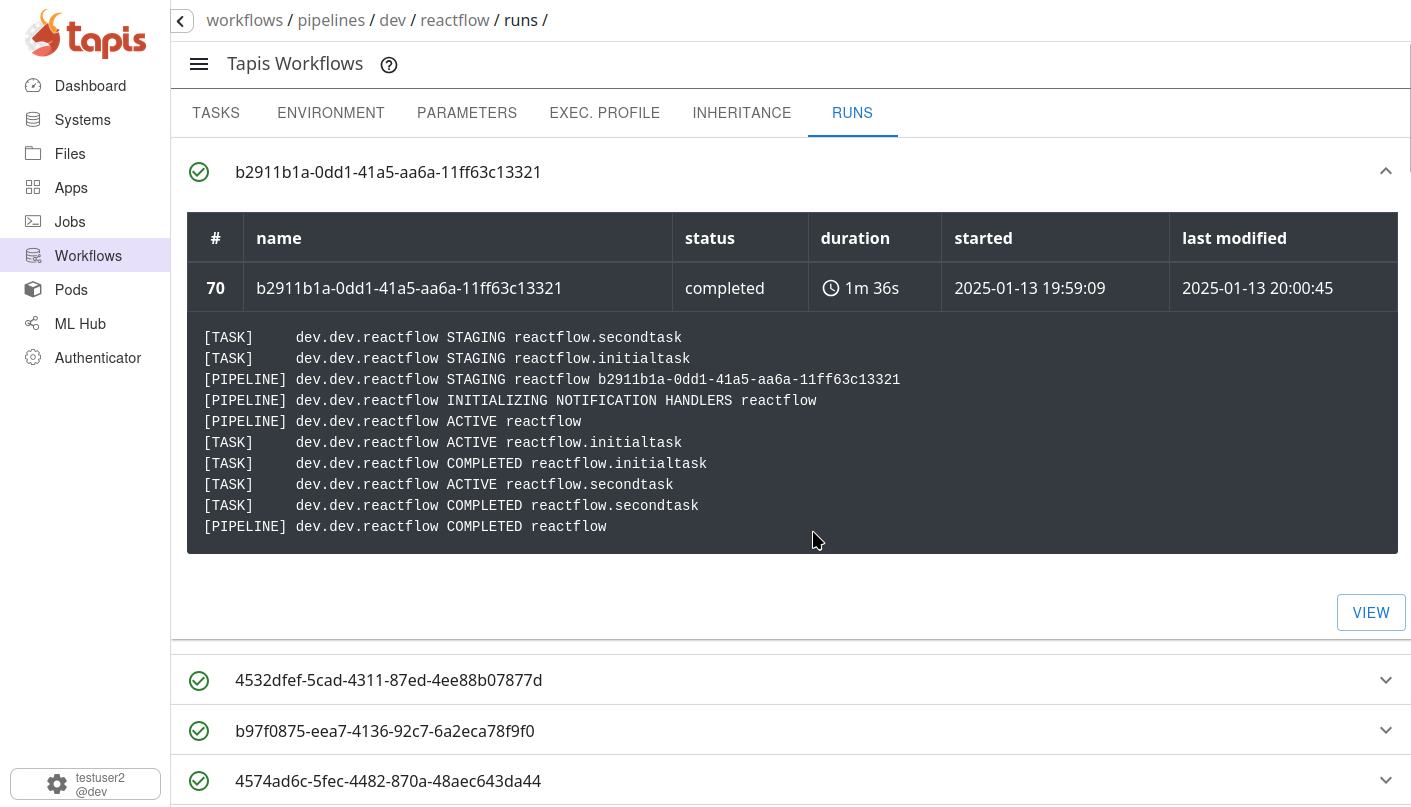 tapis
workflows / pipelines / dev / reactflow / runs /
Tapis Workflows
Dashboard
Systems
Files
Apps
Jobs
Workflows
Pods
ML Hub
Authenticator
testuser2
@dev
TASKS ENVIRONMENT PARAMETERS EXEC. PROFILE INHERITANCE RUNS
b2911b1a-0dd1-41a5-aa6a-11ff63c13321
# name status duration started last modified
70 b2911b1a-0dd1-41a5-aa6a-11ff63c13321 completed 1m 36s 2025-01-13 19:59:09 2025-01-13 20:00:45
[TASK] dev.dev.reactflow STAGING reactflow.secondtask
[TASK] dev.dev.reactflow STAGING reactflow.initialtask
[PIPELINE] dev.dev.reactflow STAGING reactflow b2911b1a-0dd1-41a5-aa6a-11ff63c13321
[PIPELINE] dev.dev.reactflow INITIALIZING NOTIFICATION HANDLERS reactflow
[PIPELINE] dev.dev.reactflow ACTIVE reactflow
[TASK] dev.dev.reactflow ACTIVE reactflow.initialtask
[TASK] dev.dev.reactflow COMPLETED reactflow.initialtask
[TASK] dev.dev.reactflow ACTIVE reactflow.secondtask
[TASK] dev.dev.reactflow COMPLETED reactflow.secondtask
[PIPELINE] dev.dev.reactflow COMPLETED reactflow
VIEW
4532dfef-5cad-4311-87ed-4ee88b07877d
b97f0875-eea7-4136-92c7-6a2eca78f9f0
4574ad6c-5fec-4482-870a-48aec643da44